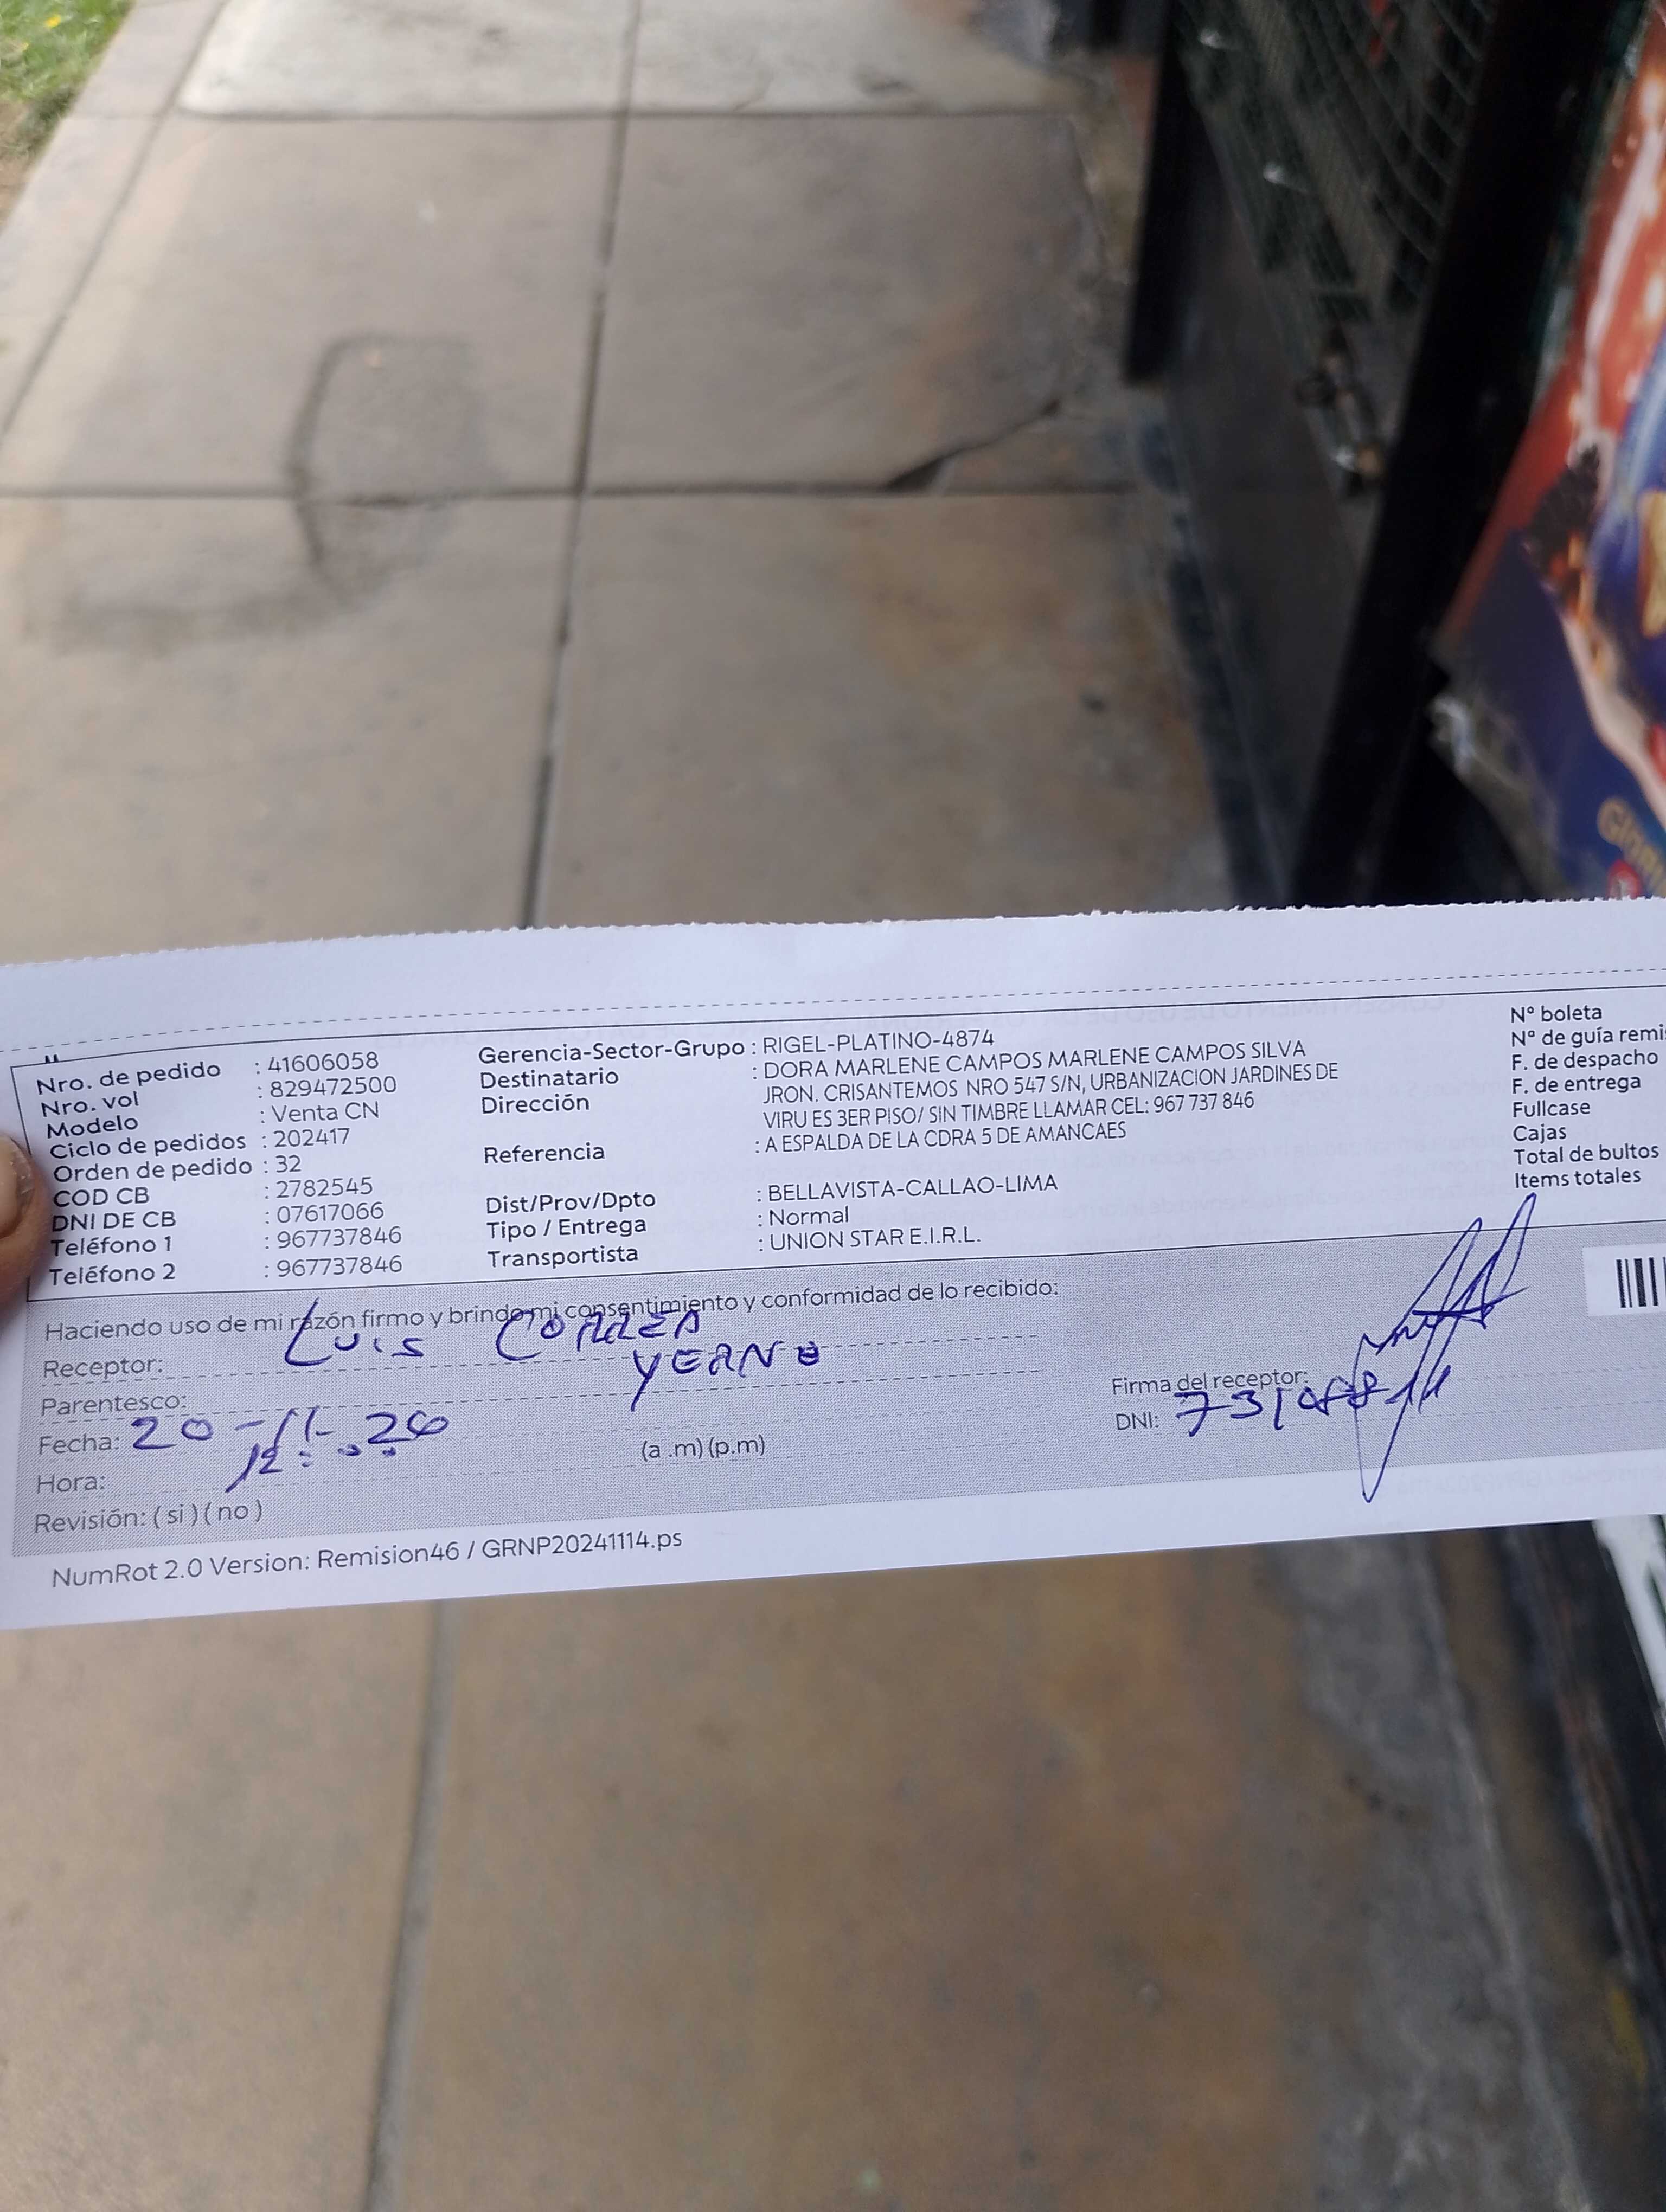 Nro. de pedido : 41606058
Nro. vol : 829472500
Modelo : Venta CN
Ciclo de pedidos : 202417
Orden de pedido : 32
COD CB : 2782545
DNI DE CB : 07617066
Teléfono 1 : 967737846
Teléfono 2 : 967737846
Gerencia-Sector-Grupo : RIGEL-PLATINO-4874
Destinatario : DORA MARLENE CAMPOS MARLENE CAMPOS SILVA
Dirección JRON. CRISANTEMOS NRO 547 S/N, URBANIZACION JARDINES DE
VIRU ES 3ER PISO/ SIN TIMBRE LLAMAR CEL: 967 737 846
Referencia : A ESPALDA DE LA CDRA 5 DE AMANCAES
Dist/Prov/Dpto : BELLAVISTA-CALLAO-LIMA
Tipo / Entrega : Normal
Transportista : UNION STAR E.I.R.L.
Nº boleta
Nº de guía remi
F. de despacho
F. de entrega
Fullcase
Cajas
Total de bultos
Items totales
Haciendo uso de mi razón firmo y brindo mi consentimiento y conformidad de lo recibido:
Receptor: LUIS CORREA
Parentesco: YERNO
Fecha: 20-11-
Hora: 12: (a .m) (p.m)
Revisión: ( si ) ( no )
Firma del receptor:
DNI:
NumRot 2.0 Version: Remision46 / GRNP20241114.ps